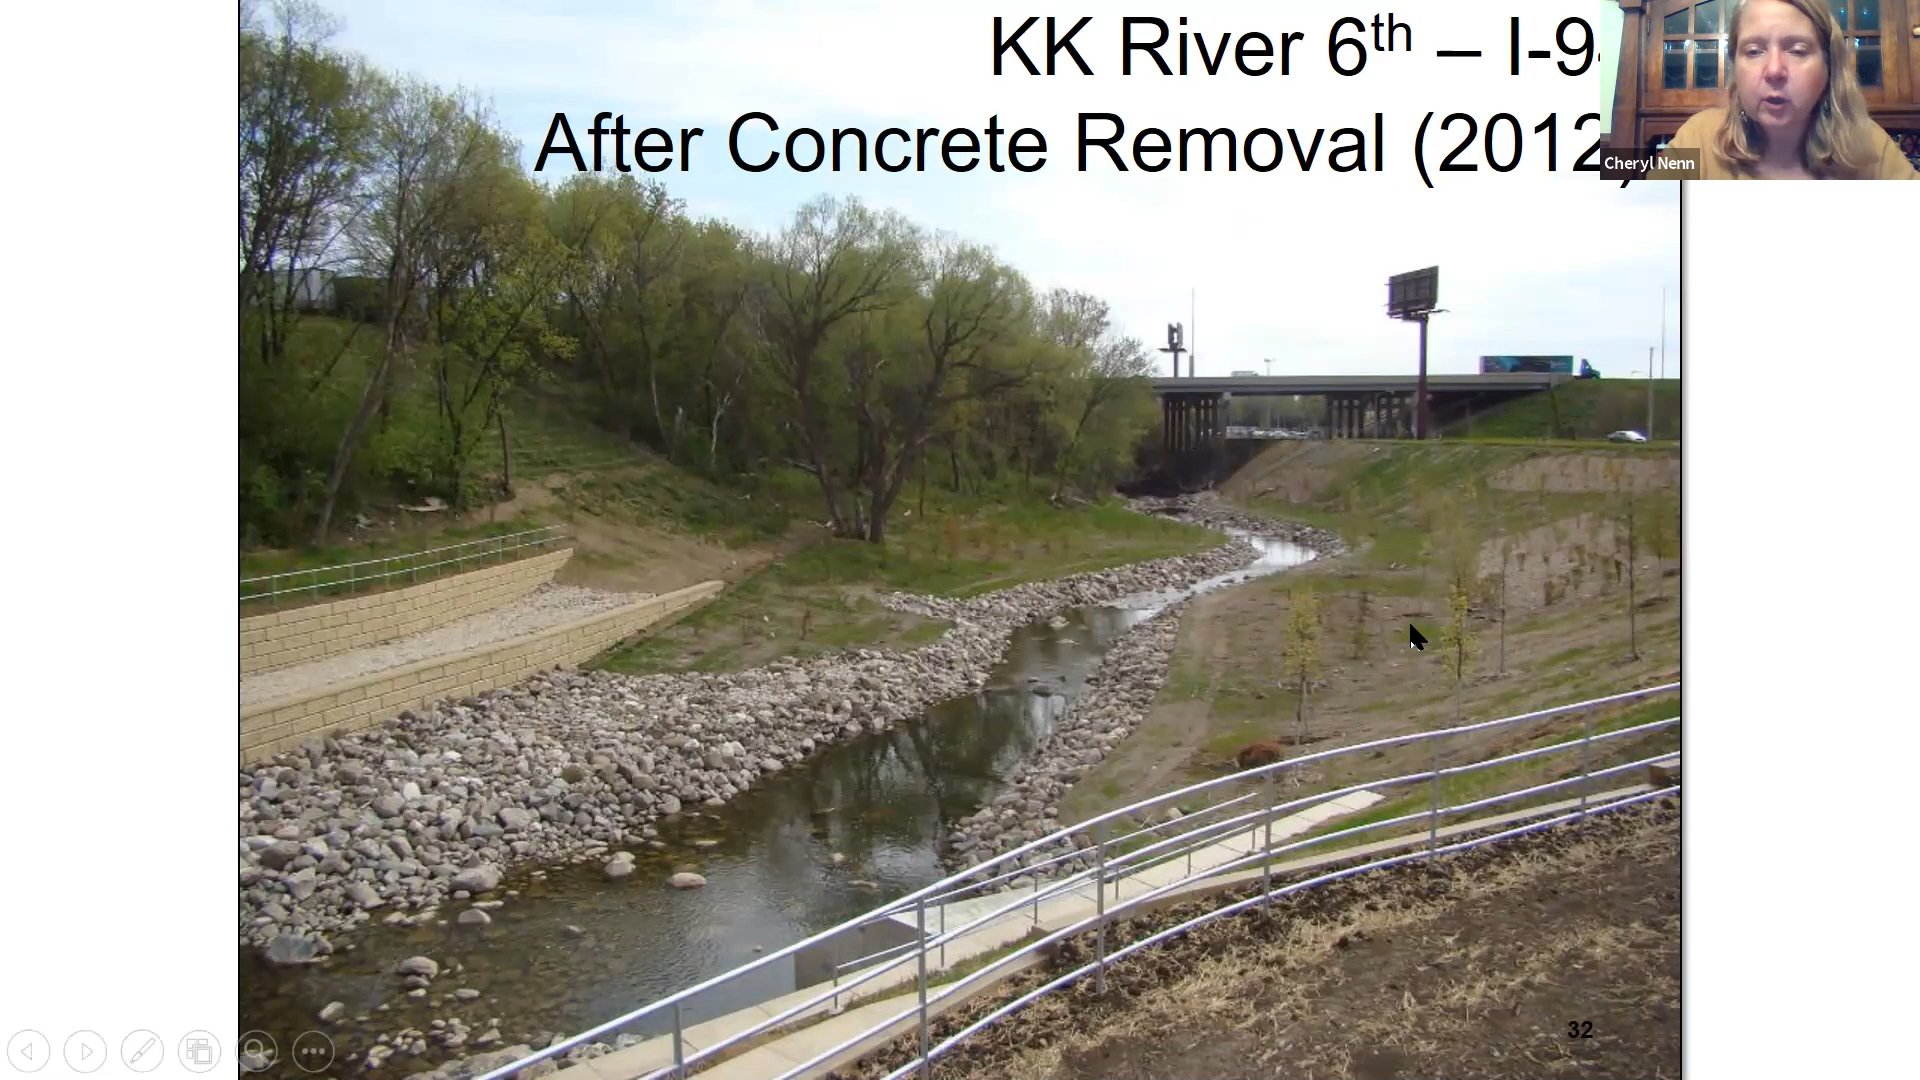 KK River 6th – I-9
After Concrete Removal (2012
Cheryl Nenn
32